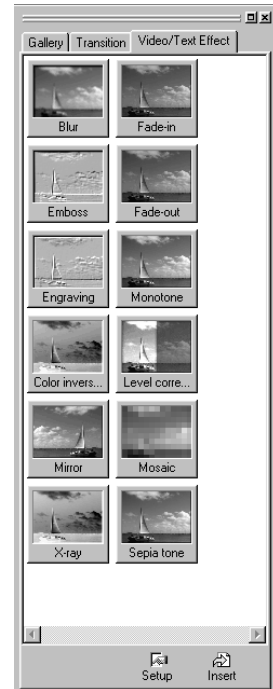 Gallery Transition Video/Text Effect
Blur Fade-in
Emboss Fade-out
Engraving Monotone
Color invers... Level corre...
Mirror Mosaic
X-ray Sepia tone
Setup Insert